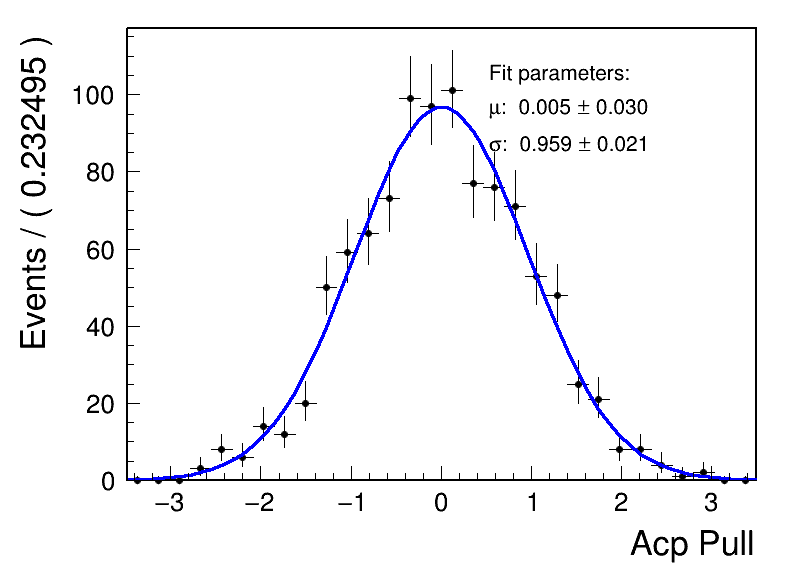 Events / ( 0.232495 )
100
80
60
40
20
0
Fit parameters:
μ: 0.005 ± 0.030
σ: 0.959 ± 0.021
−3 −2 −1 0 1 2 3
Acp Pull